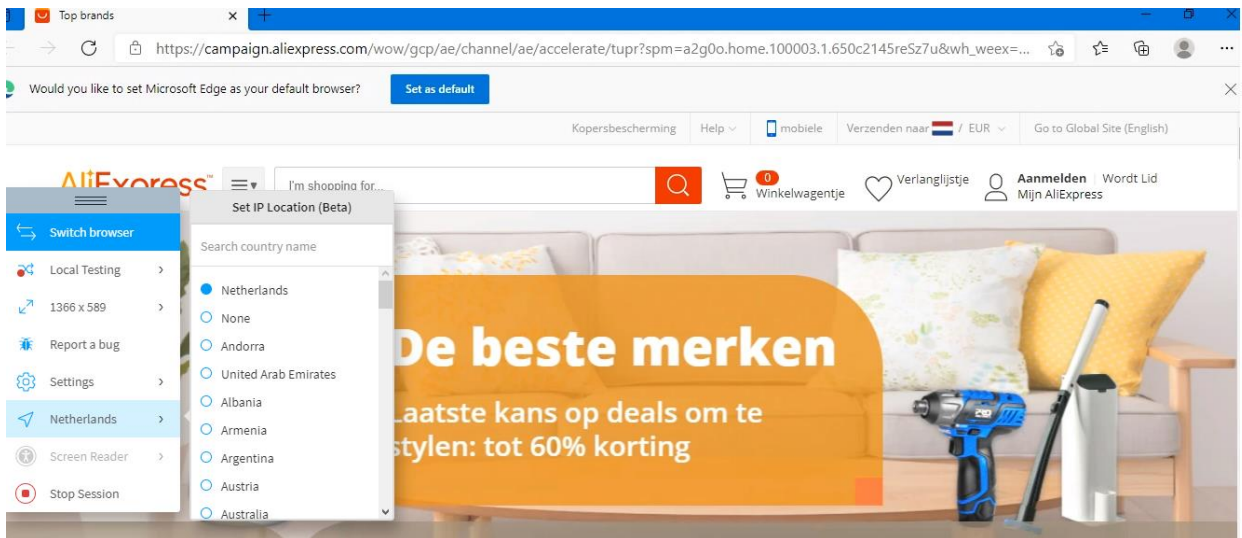 Top brands
https://campaign.aliexpress.com/wow/gcp/ae/channel/ae/accelerate/tupr?spm=a2g0o.home.100003.1.650c2145reSz7u&wh_weex=...
Would you like to set Microsoft Edge as your default browser? Set as default
Kopersbescherming Help mobiele Verzenden naar / EUR Go to Global Site (English)
AliExpress™ I'm shopping for... 0 Winkelwagentje Verlanglijstje Aanmelden Wordt Lid
Mijn AliExpress
Switch browser
Local Testing
1366 x 589
Report a bug
Settings
Netherlands
Screen Reader
Stop Session
Set IP Location (Beta)
Search country name
Netherlands
None
Andorra
United Arab Emirates
Albania
Armenia
Argentina
Austria
Australia
De beste merken
Laatste kans op deals om te
stylen: tot 60% korting